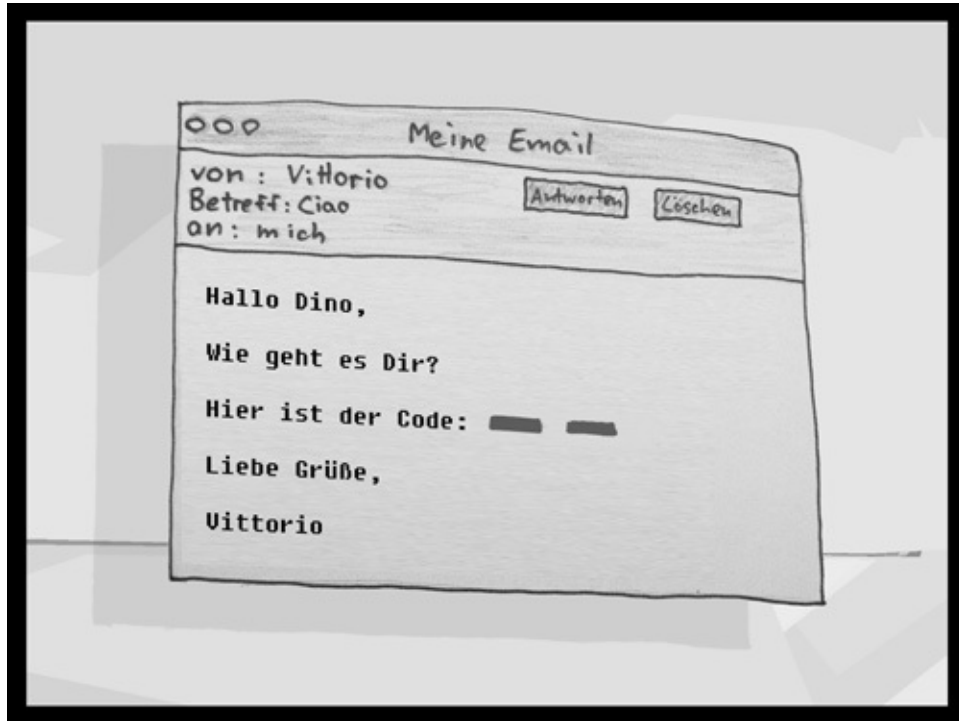 Meine Email
von: Vittorio
Betreff: Ciao
an: mich
Antworten
Löschen
Hallo Dino,
Wie geht es Dir?
Hier ist der Code:
Liebe Grüße,
Vittorio